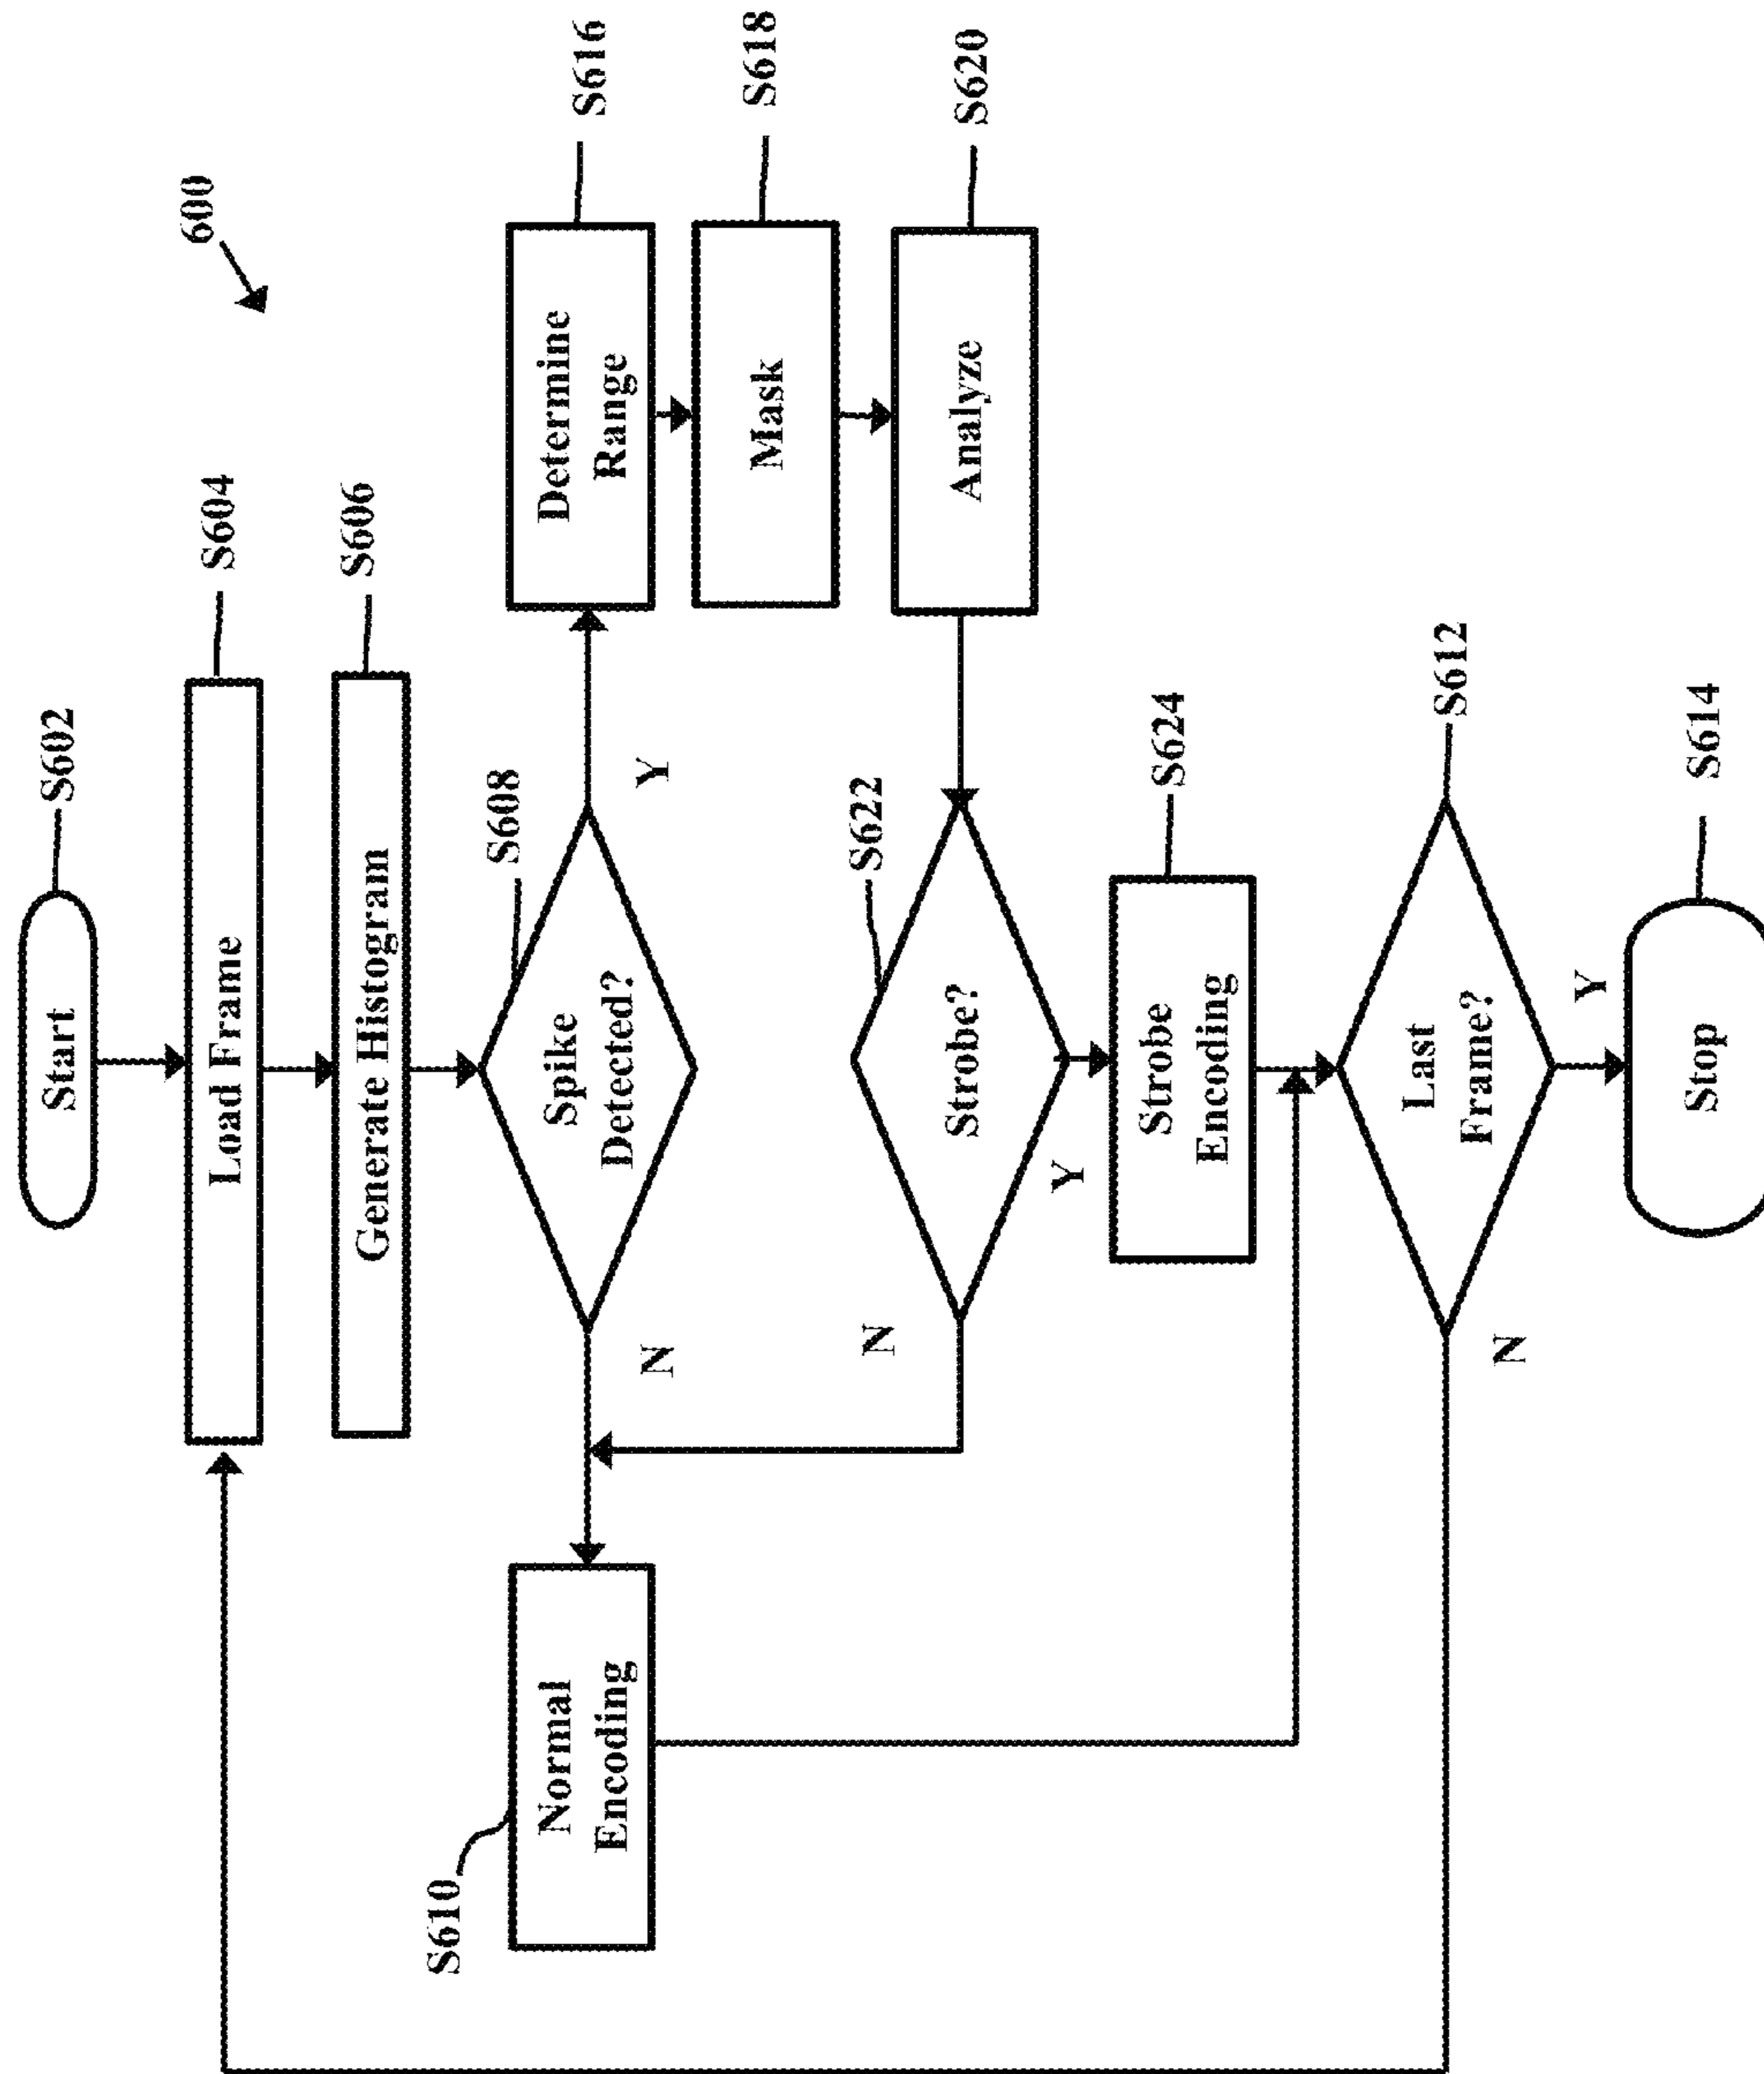 600
Start
S602
Load Frame
S604
Generate Histogram
S606
Spike
Detected?
S608
Y
N
Determine
Range
S616
Mask
S618
Analyze
S620
Normal
Encoding
S610
Strobe?
S622
N
Y
Strobe
Encoding
S624
Last
Frame?
S612
N
Y
Stop
S614